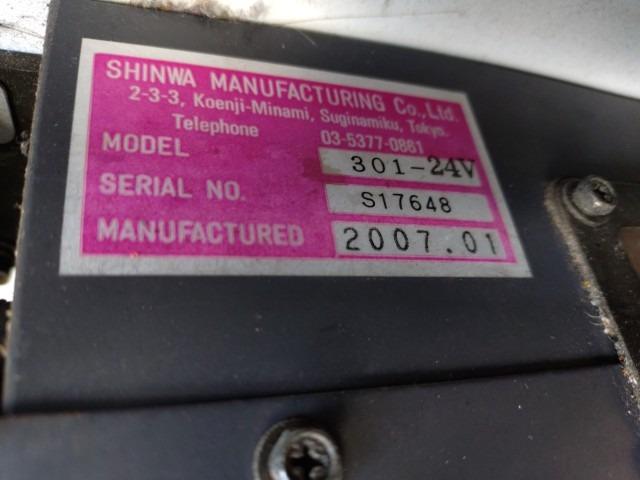 SHINWA MANUFACTURING Co.,Ltd.
2-3-3, Koenji-Minami, Suginamiku, Tokyo.
Telephone 03-5377-0861
MODEL 301-24V
SERIAL NO. S17648
MANUFACTURED 2007.01